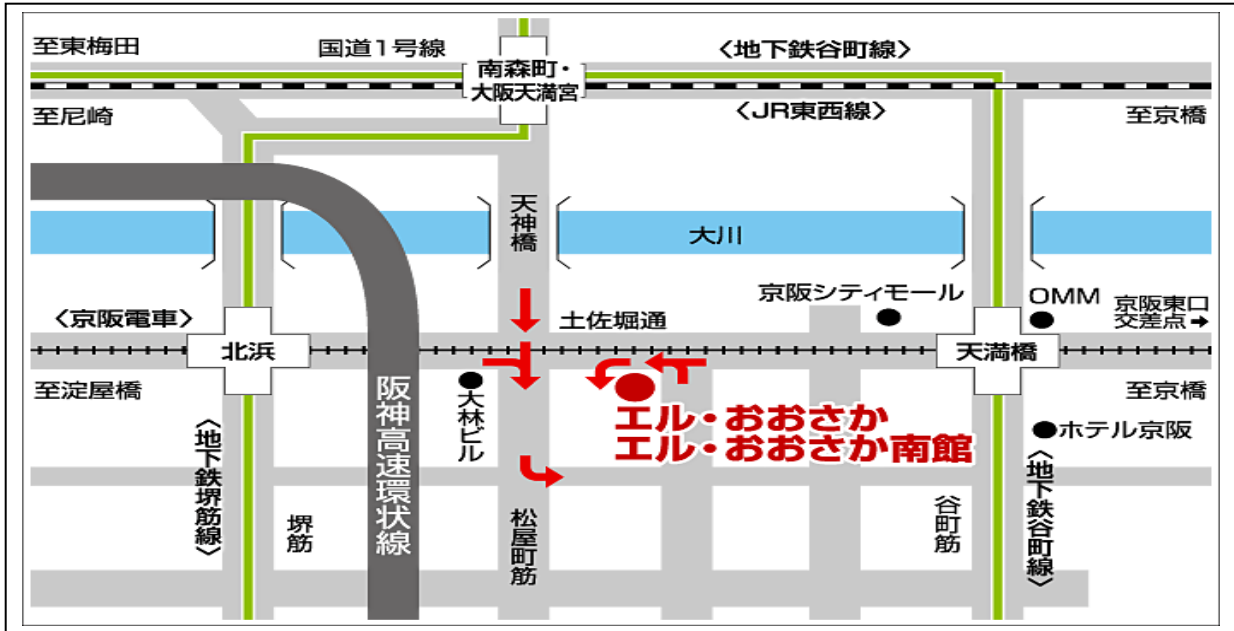 至東梅田
国道1号線
〈地下鉄谷町線〉
南森町・
大阪天満宮
至尼崎
〈JR東西線〉
至京橋
天神橋
大川
京阪シティモール
OMM
京阪東口
交差点→
〈京阪電車〉
土佐堀通
北浜
天満橋
至淀屋橋
大林ビル
至京橋
エル・おおさか
エル・おおさか南館
ホテル京阪
阪神高速環状線
〈地下鉄堺筋線〉
堺筋
松屋町筋
谷町筋
〈地下鉄谷町線〉